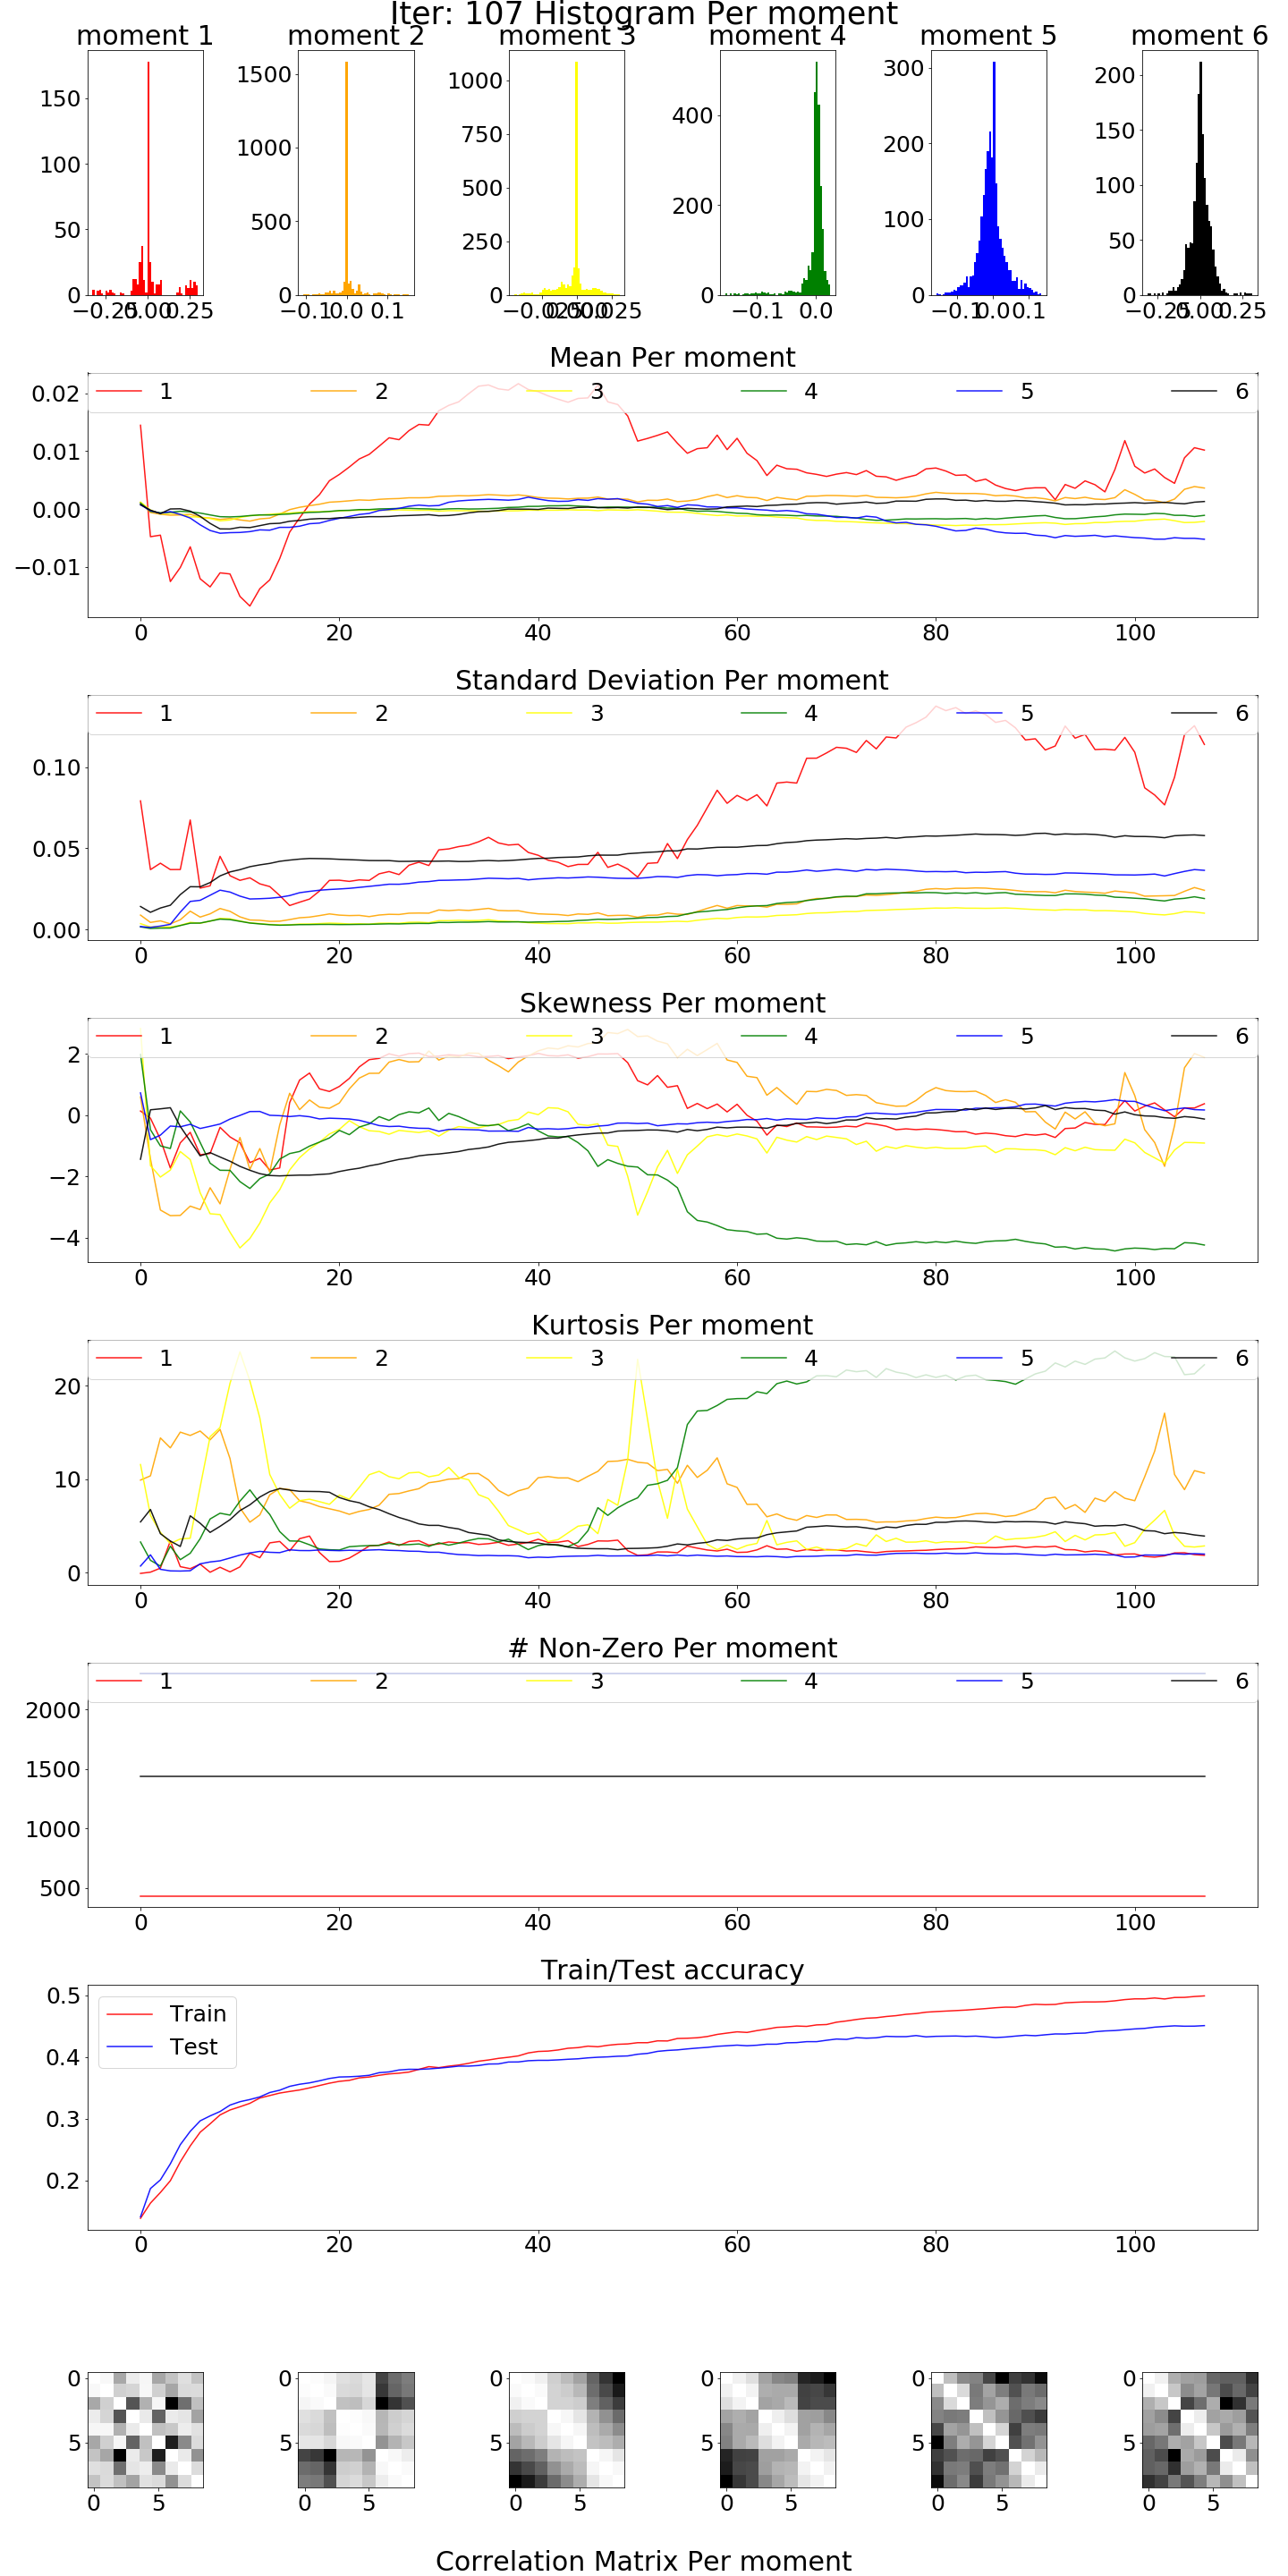 Iter: 107 Histogram Per moment
moment 1 moment 2 moment 3 moment 4 moment 5 moment 6
150
100
50
0
−0.25 0.00 0.25
1500
1000
500
0
−0.1 0.0 0.1
1000
750
500
250
0
−0.025 0.000 0.025
400
200
0
−0.1 0.0
300
200
100
0
−0.1 0.0 0.1
200
150
100
50
0
−0.25 0.00 0.25
Mean Per moment
1 2 3 4 5 6
0.02
0.01
0.00
−0.01
0 20 40 60 80 100
Standard Deviation Per moment
1 2 3 4 5 6
0.10
0.05
0.00
0 20 40 60 80 100
Skewness Per moment
1 2 3 4 5 6
2
0
−2
−4
0 20 40 60 80 100
Kurtosis Per moment
1 2 3 4 5 6
20
10
0
0 20 40 60 80 100
# Non-Zero Per moment
1 2 3 4 5 6
2000
1500
1000
500
0 20 40 60 80 100
Train/Test accuracy
Train
Test
0.5
0.4
0.3
0.2
0 20 40 60 80 100
0 0 0 0 0 0
5 5 5 5 5 5
0 5 0 5 0 5 0 5 0 5 0 5
Correlation Matrix Per moment